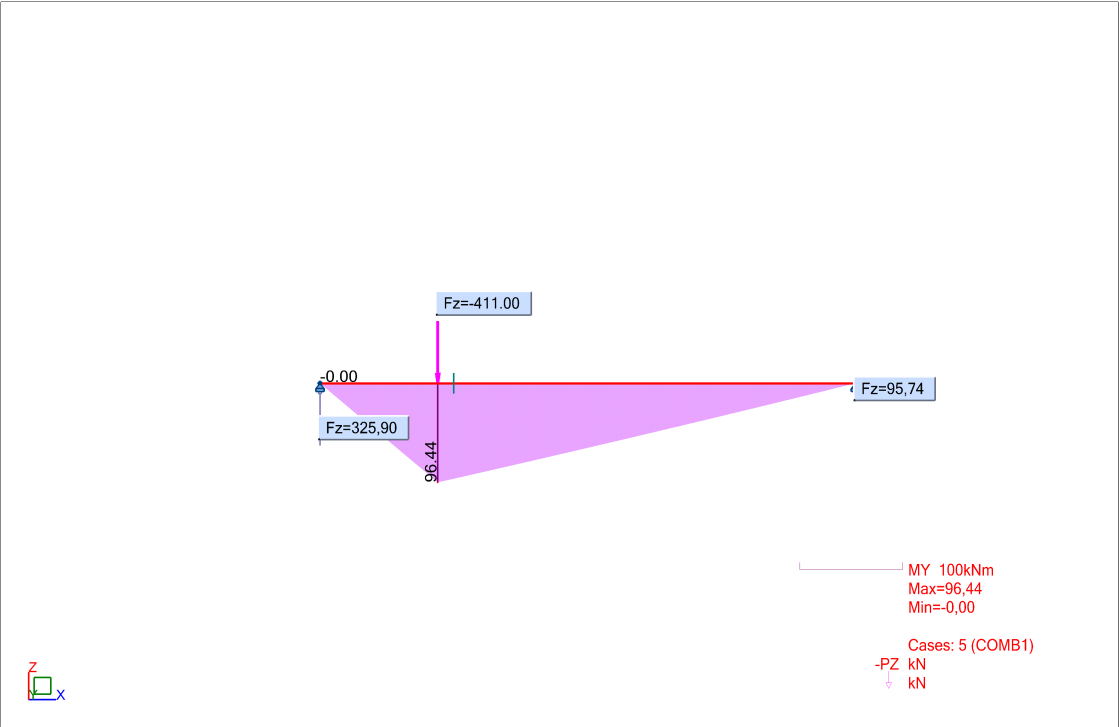 Fz=-411.00
-0.00
Fz=95,74
Fz=325,90
96.44
MY 100kNm
Max=96,44
Min=-0,00
Cases: 5 (COMB1)
-PZ kN
kN
Z
Y
X